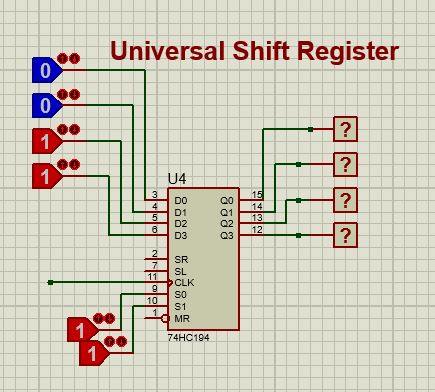 Universal Shift Register
0
0
1
1
?
?
?
?
U4
3 D0 Q0 15
4 D1 Q1 14
5 D2 Q2 13
6 D3 Q3 12
2 SR
7 SL
11 CLK
9 S0
10 S1
1 MR
1
1
74HC194